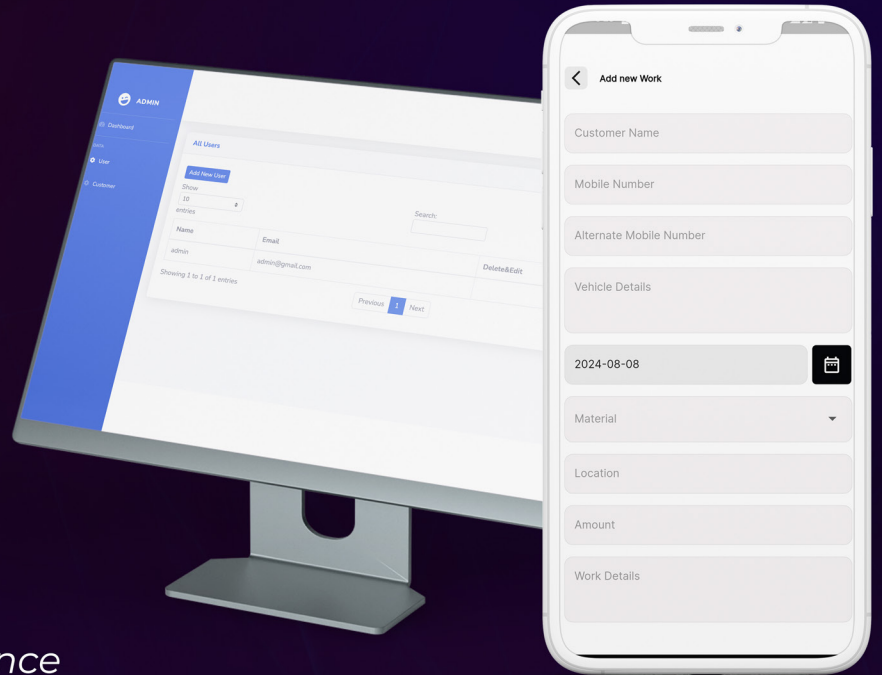 ADMIN
Dashboard
User
Customer
All Users
Add New User
Show
10
entries
Search:
Name
Email
Delete&Edit
admin
admin@gmail.com
Showing 1 to 1 of 1 entries
Previous
1
Next
Add new Work
Customer Name
Mobile Number
Alternate Mobile Number
Vehicle Details
2024-08-08
Material
Location
Amount
Work Details
nce